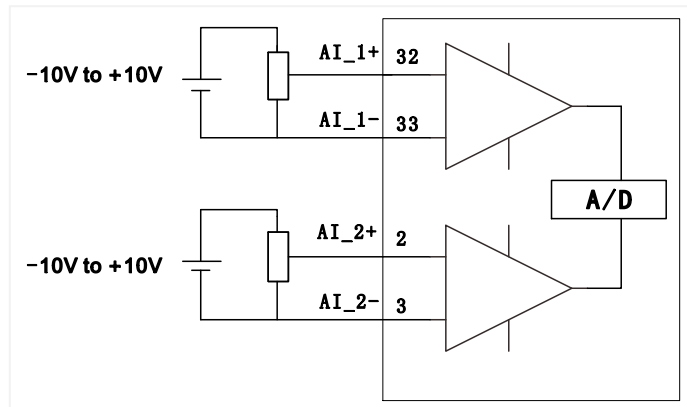 -10V to +10V
AI_1+ 32
AI_1- 33
A/D
-10V to +10V
AI_2+ 2
AI_2- 3